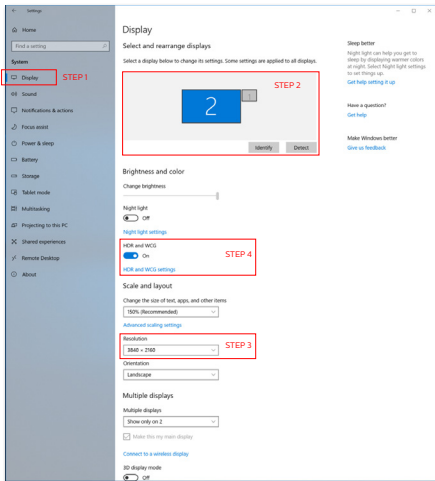 Settings
Home
Find a setting
System
Display
STEP 1
Sound
Notifications & actions
Focus assist
Power & sleep
Battery
Storage
Tablet mode
Multitasking
Projecting to this PC
Shared experiences
Remote Desktop
About
Display
Select and rearrange displays
Select a display below to change its settings. Some settings are applied to all displays.
STEP 2
2
1
Identify
Detect
Brightness and color
Change brightness
Night light
Off
Night light settings
HDR and WCG
On
STEP 4
HDR and WCG settings
Scale and layout
Change the size of text, apps, and other items
150% (Recommended)
Advanced scaling settings
Resolution
3840 × 2160
STEP 3
Orientation
Landscape
Multiple displays
Multiple displays
Show only on 2
Make this my main display
Connect to a wireless display
3D display mode
Off
Sleep better
Night light can help you get to
sleep by displaying warmer colors
at night. Select Night light settings
to set things up.
Get help setting it up
Have a question?
Get help
Make Windows better
Give us feedback